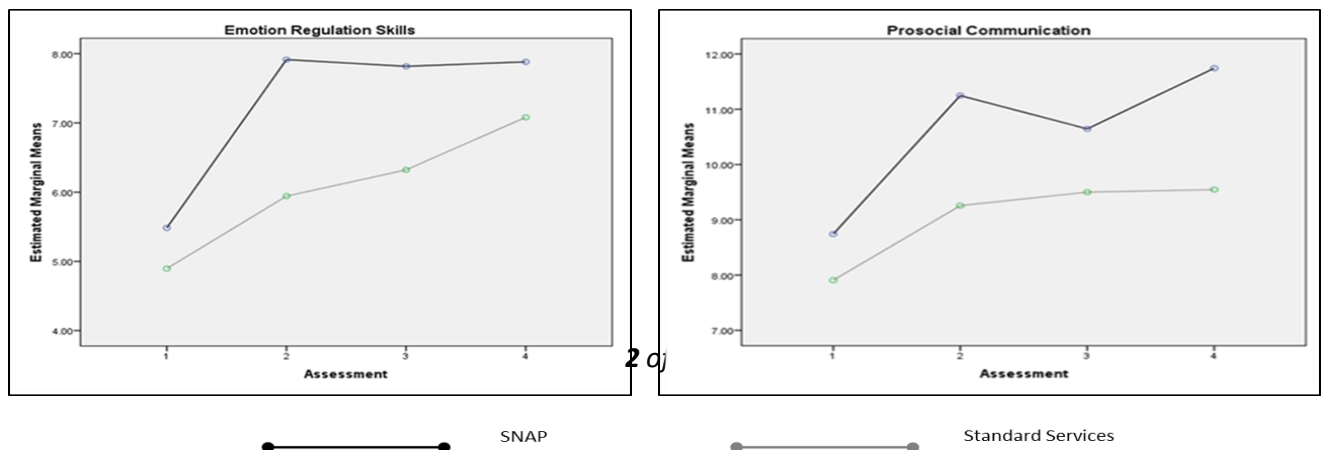 Emotion Regulation Skills
Estimated Marginal Means
8.00
7.00
6.00
5.00
4.00
1 2 3 4
Assessment
Prosocial Communication
Estimated Marginal Means
12.00
11.00
10.00
9.00
8.00
7.00
1 2 3 4
Assessment
2 of
SNAP
Standard Services